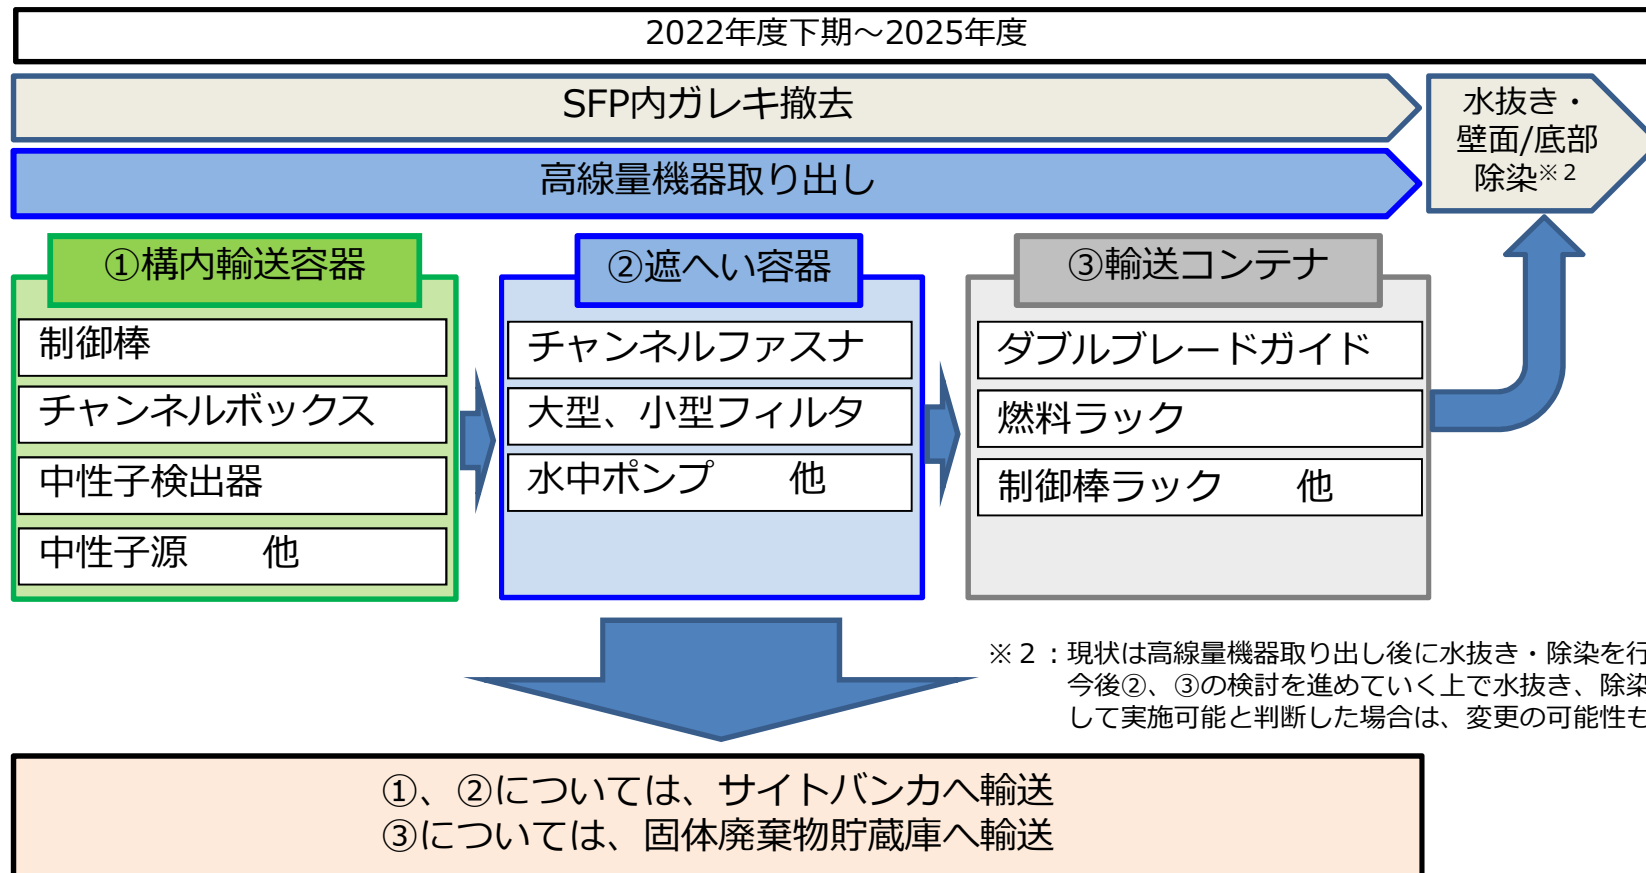 2022年度下期～2025年度
SFP内ガレキ撤去
高線量機器取り出し
水抜き・
壁面/底部
除染※２
①構内輸送容器
制御棒
チャンネルボックス
中性子検出器
中性子源　他
②遮へい容器
チャンネルファスナ
大型、小型フィルタ
水中ポンプ　他
③輸送コンテナ
ダブルブレードガイド
燃料ラック
制御棒ラック　他
※２：現状は高線量機器取り出し後に水抜き・除染を行
今後②、③の検討を進めていく上で水抜き、除染
して実施可能と判断した場合は、変更の可能性も
①、②については、サイトバンカへ輸送
③については、固体廃棄物貯蔵庫へ輸送